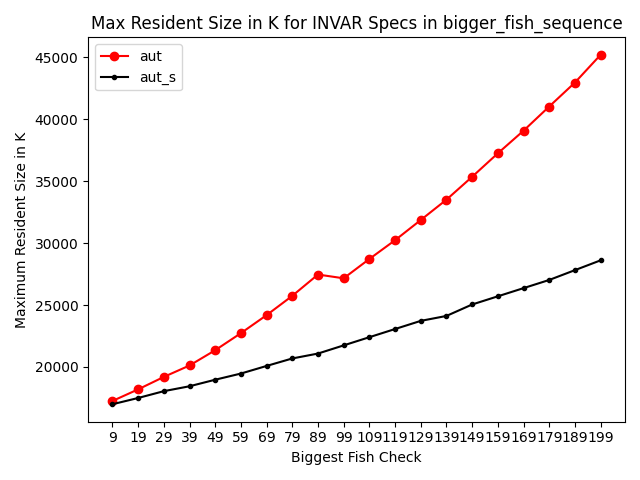 Max Resident Size in K for INVAR Specs in bigger_fish_sequence
aut
aut_s
Maximum Resident Size in K
45000
40000
35000
30000
25000
20000
9 19 29 39 49 59 69 79 89 99 109 119 129 139 149 159 169 179 189 199
Biggest Fish Check